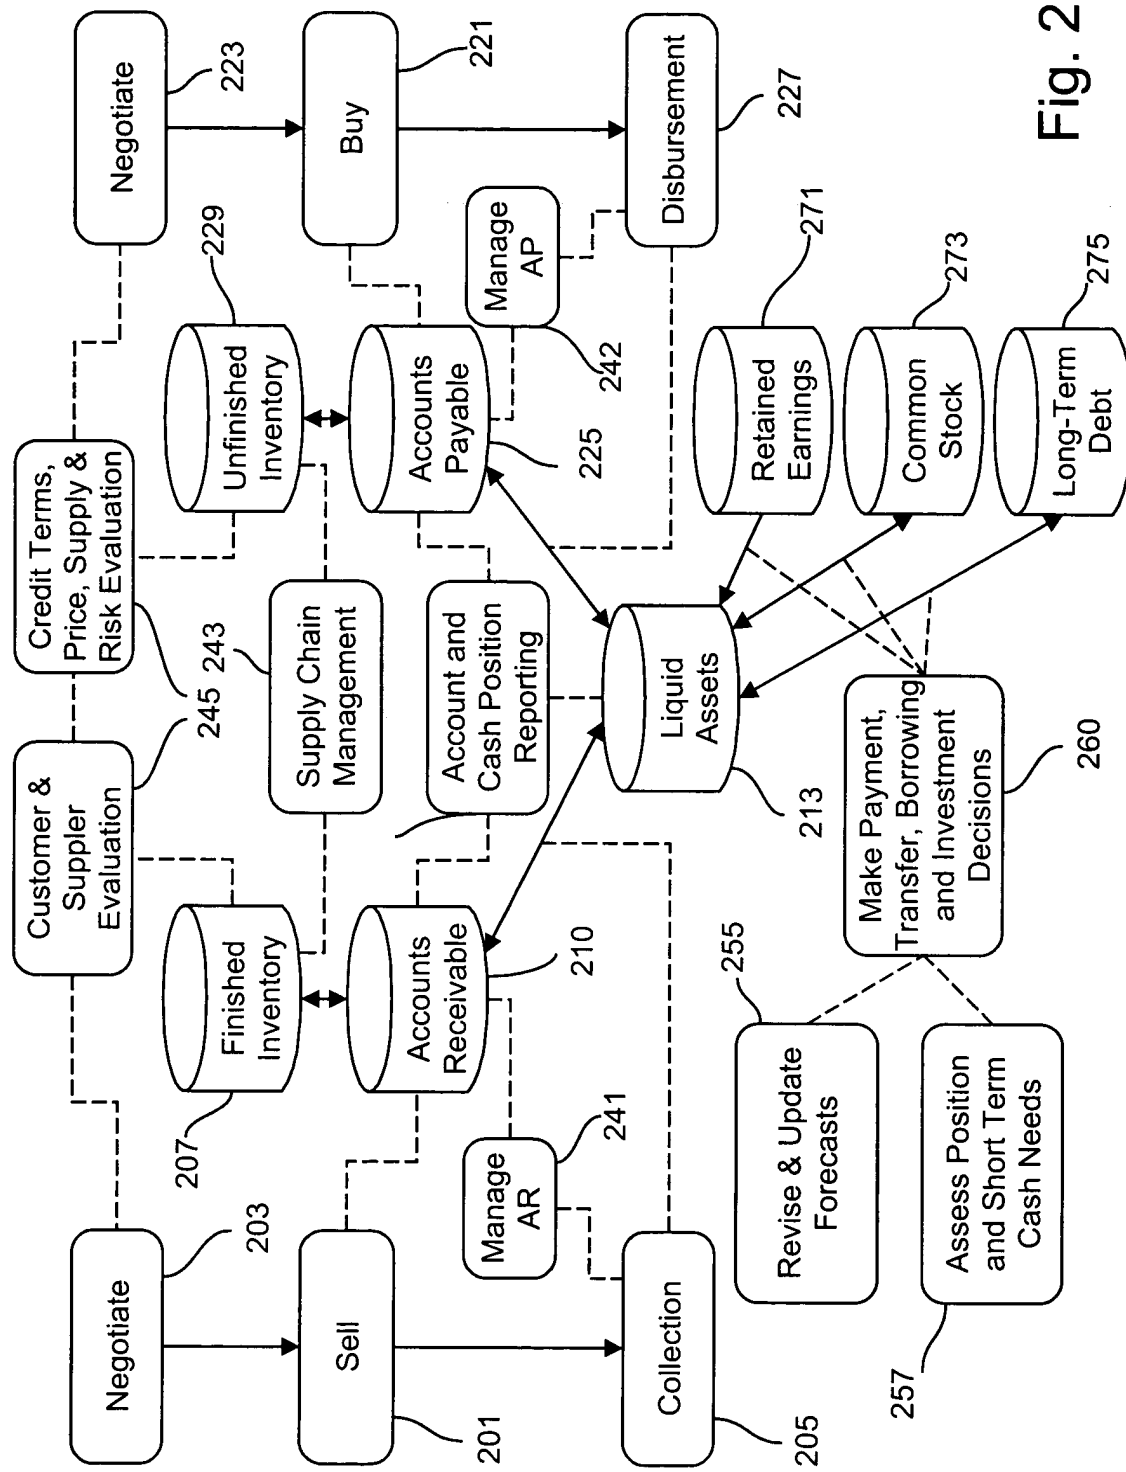 Negotiate
203
Customer &
Suppler
Evaluation
245
Credit Terms,
Price, Supply &
Risk Evaluation
Negotiate
223
Finished
Inventory
207
243
Supply Chain
Management
Unfinished
Inventory
229
Sell
201
Accounts
Receivable
210
Account and
Cash Position
Reporting
Accounts
Payable
225
Buy
221
Manage
AR
241
Manage
AP
242
Collection
205
Liquid
Assets
213
Disbursement
227
Revise & Update
Forecasts
255
Retained
Earnings
271
Assess Position
and Short Term
Cash Needs
257
Make Payment,
Transfer, Borrowing
and Investment
Decisions
260
Common
Stock
273
Long-Term
Debt
275
Fig. 2